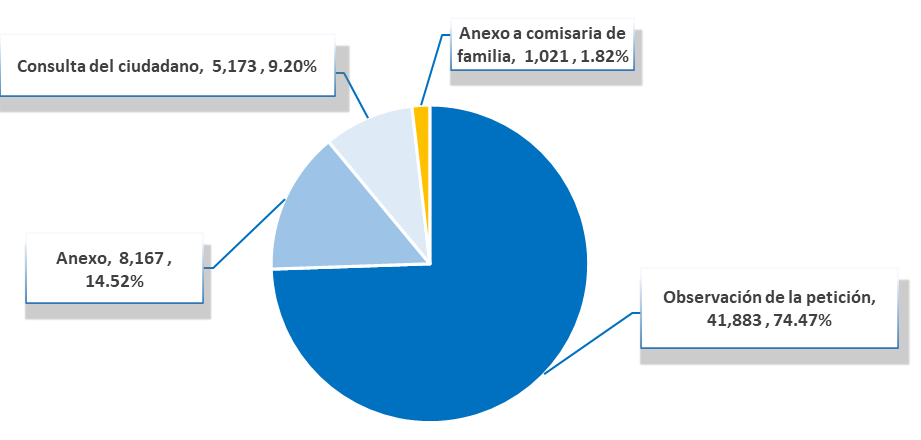 Anexo a comisaria de
familia, 1,021 , 1.82%
Consulta del ciudadano, 5,173 , 9.20%
Anexo, 8,167 ,
14.52%
Observación de la petición,
41,883 , 74.47%